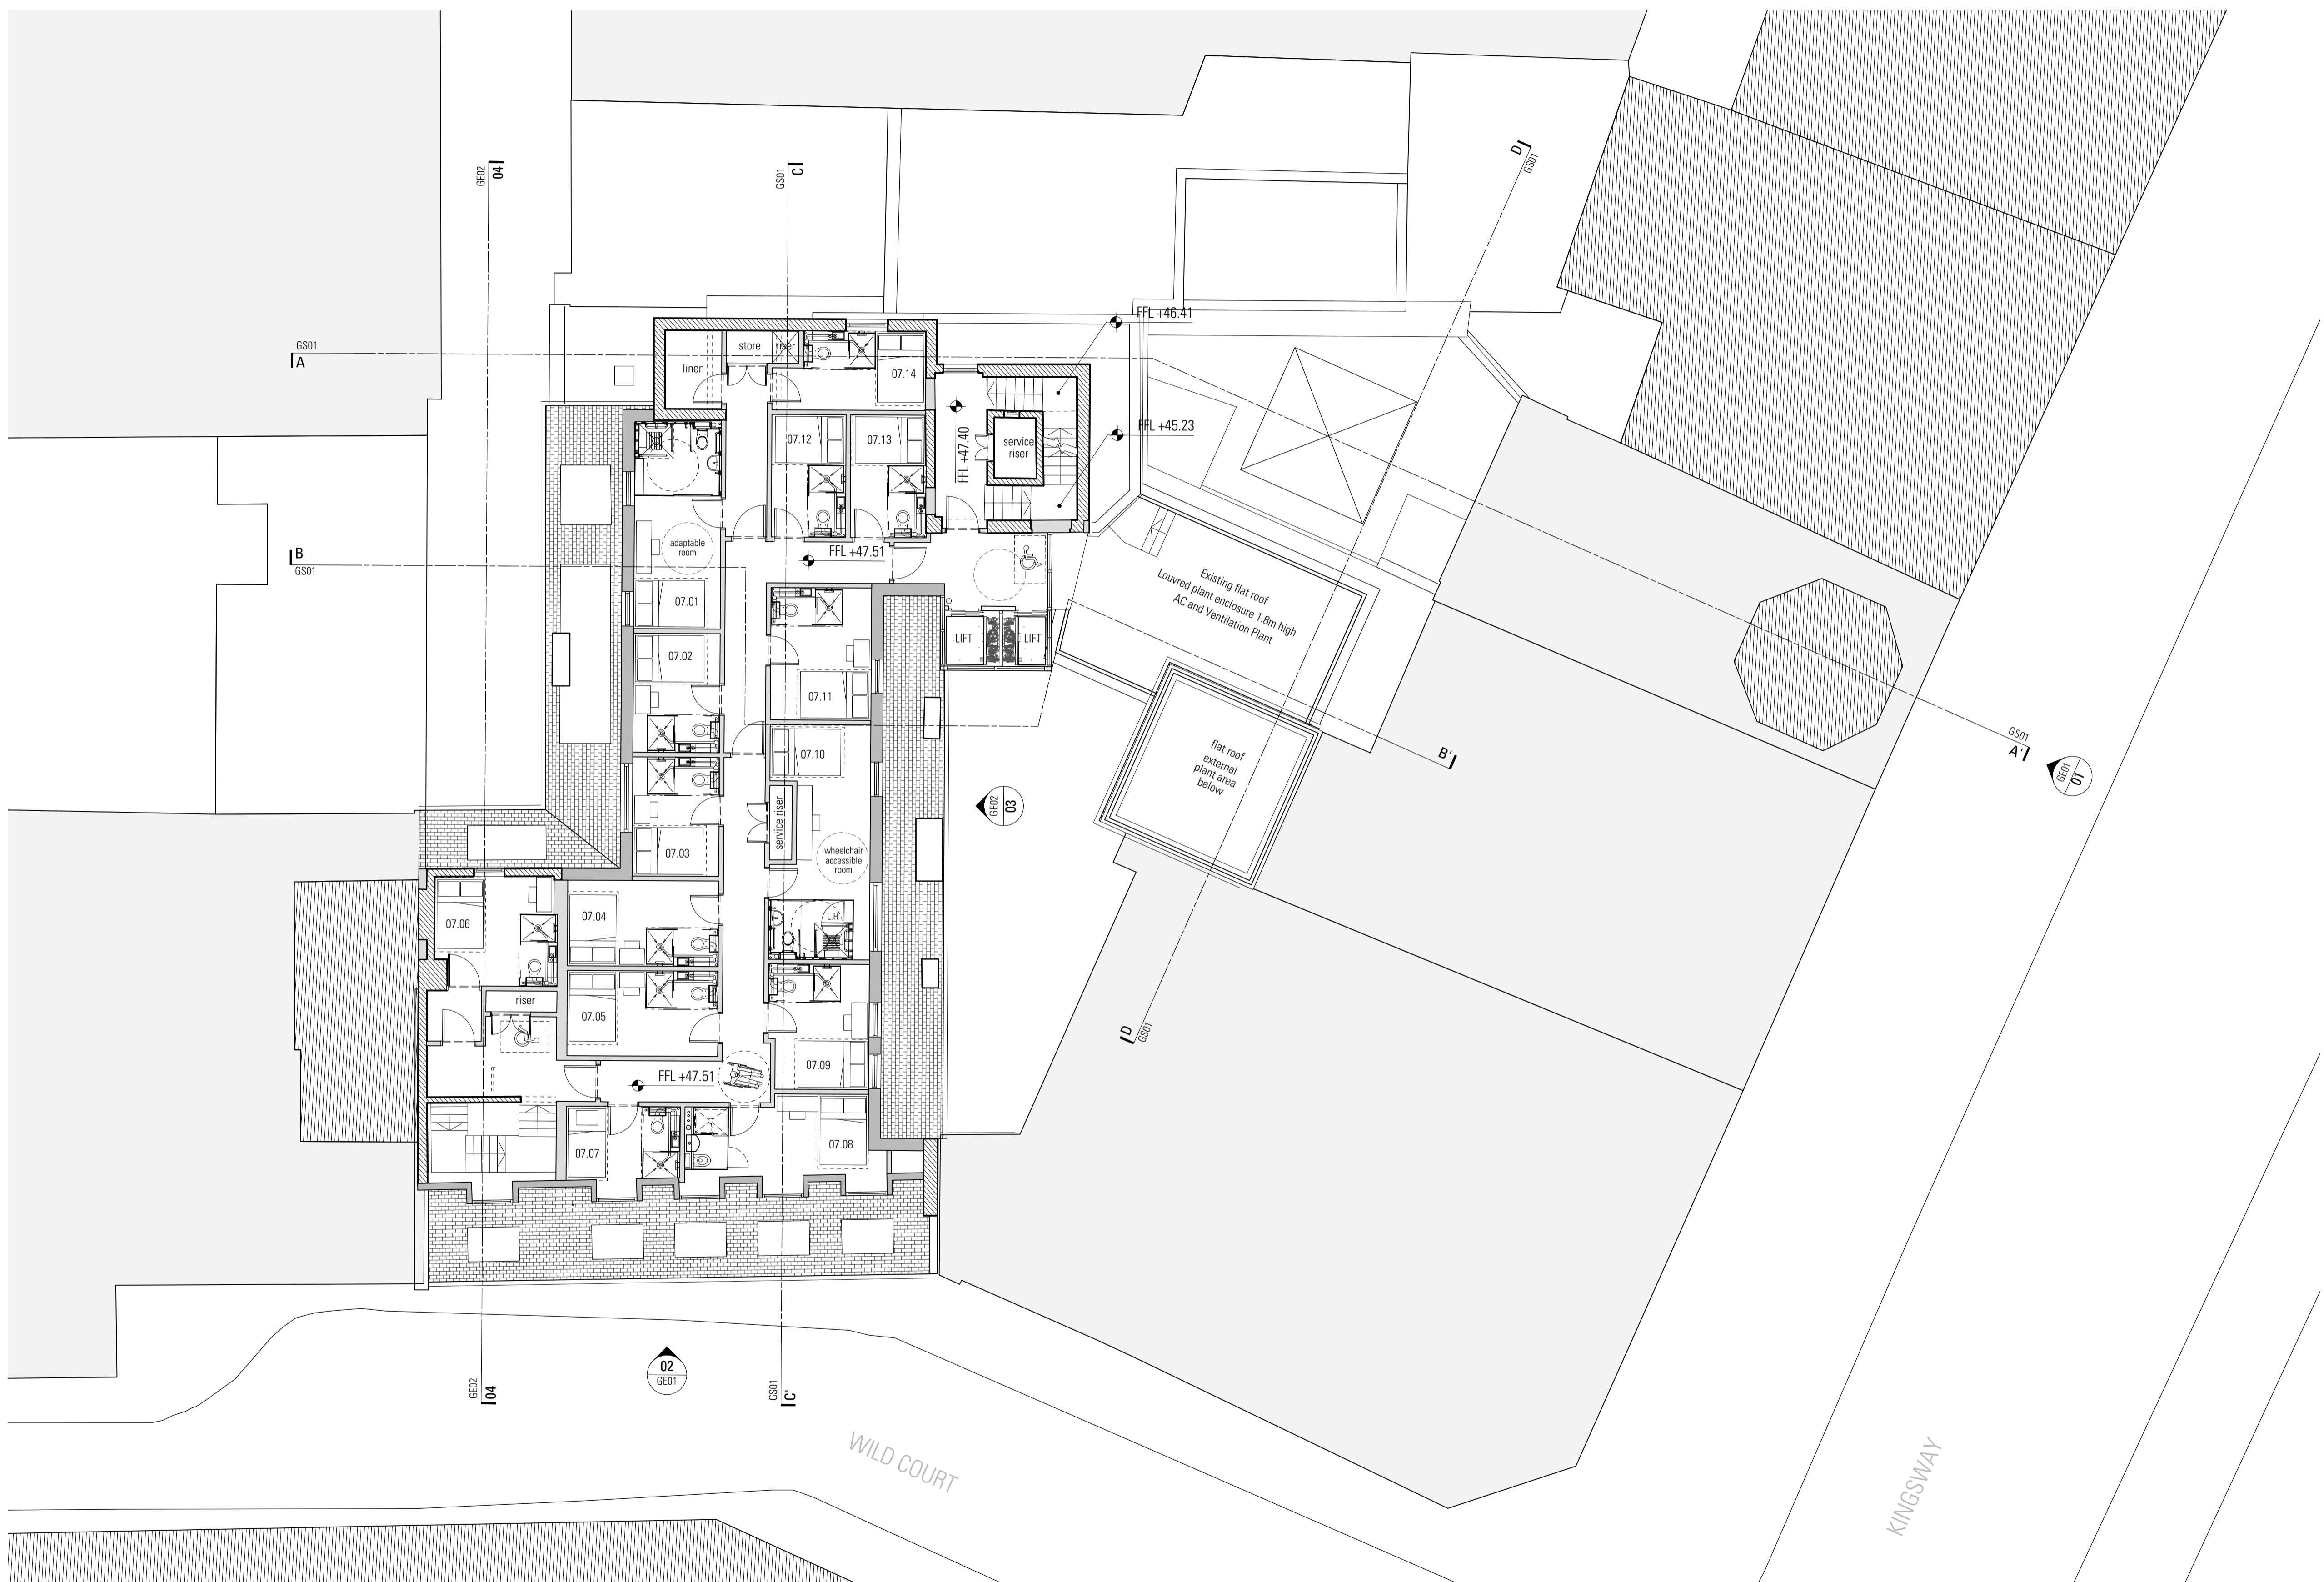 GE02
04
GS01
C
D
GS01
FFL +46.41
GS01
A
store
riser
linen
07.14
FFL +45.23
07.12
07.13
FFL +47.40
service
riser
B
GS01
adaptable
room
FFL +47.51
07.01
Existing flat roof
Louvred plant enclosure 1.8m high
AC and Ventilation Plant
LIFT
LIFT
07.02
07.11
07.10
flat roof
external
plant area
below
B'
GS01
A'
GE01
01
GE02
03
service riser
07.03
wheelchair
accessible
room
07.06
07.04
L.H
riser
07.05
D
GS01
07.09
FFL +47.51
07.07
07.08
02
GE01
GE02
04
GS01
C'
WILD COURT
KINGSWAY